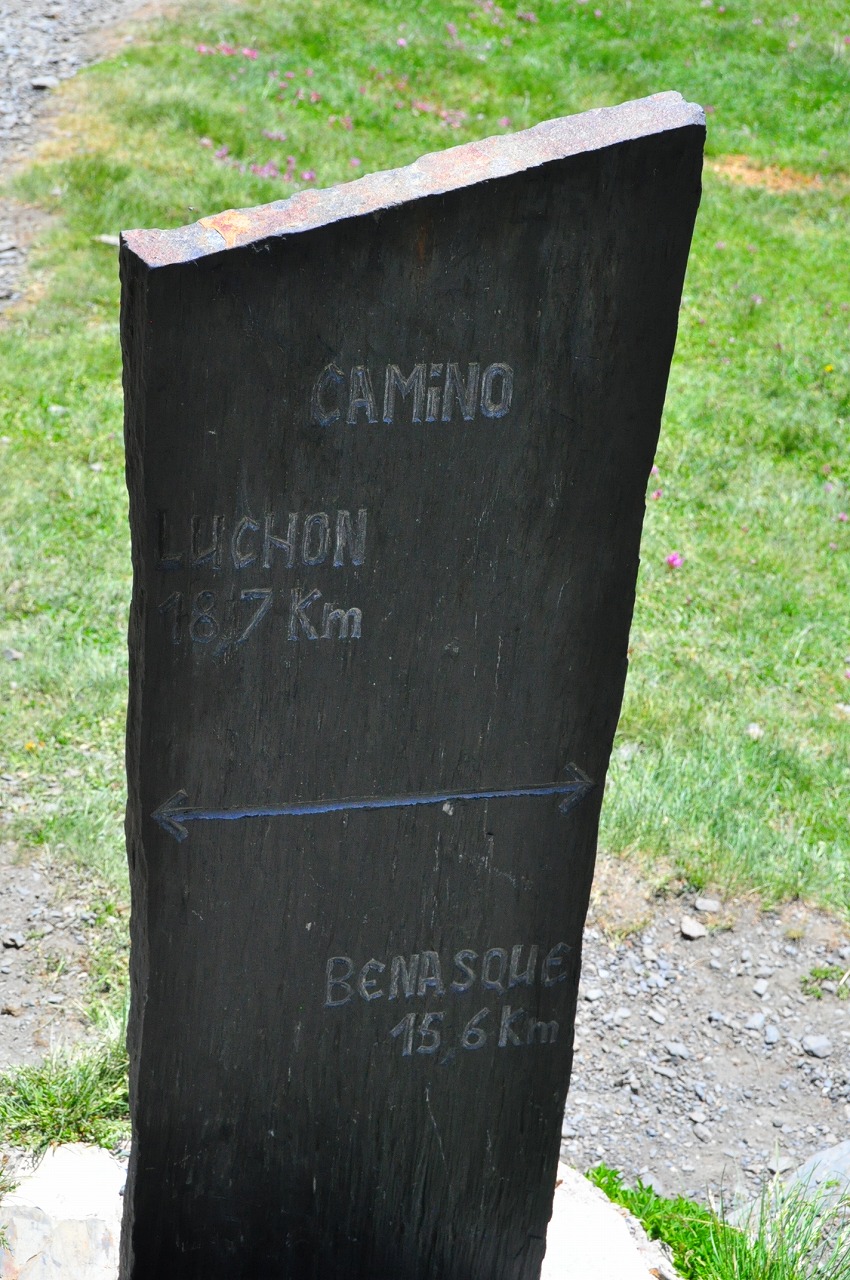 CAMiNO
LUCHON
18,7 Km
BENASQUE
15,6 Km